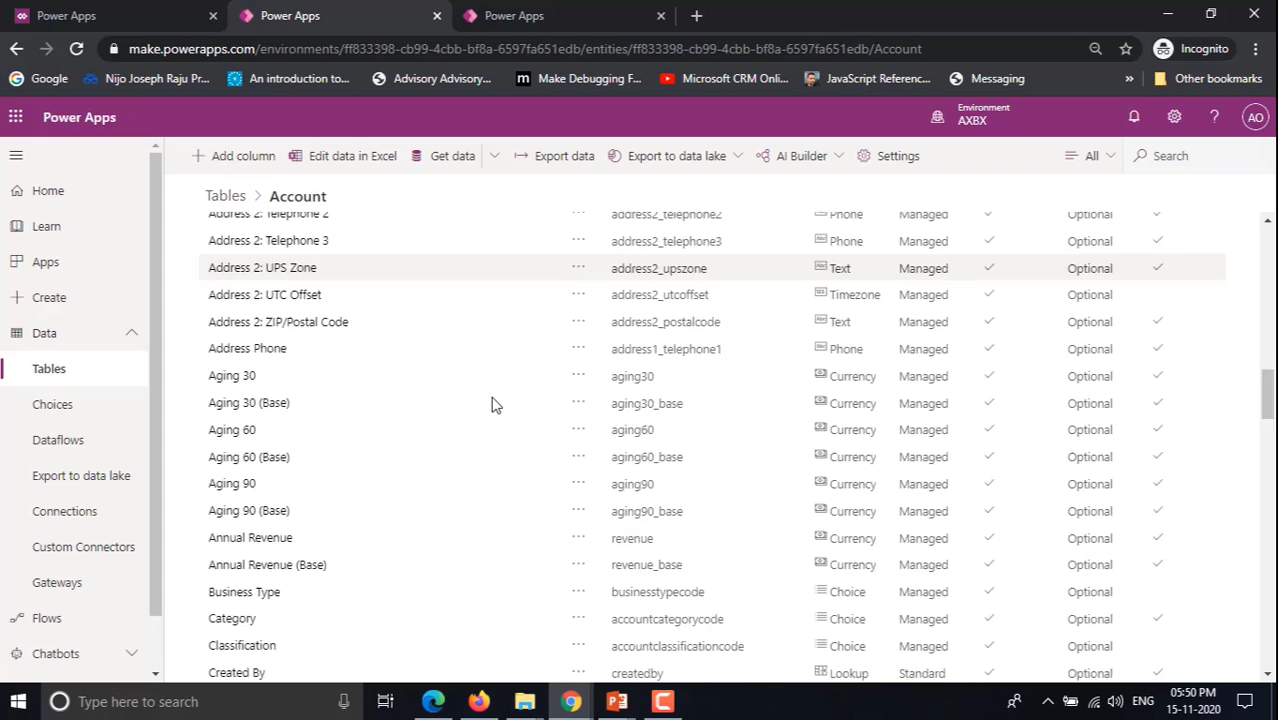 Power Apps
Power Apps
Power Apps
make.powerapps.com/environments/ff833398-cb99-4cbb-bf8a-6597fa651edb/entities/ff833398-cb99-4cbb-bf8a-6597fa651edb/Account
Incognito
Google
Nijo Joseph Raju Pr...
An introduction to...
Advisory Advisory...
Make Debugging F...
Microsoft CRM Onlin...
JavaScript Referenc...
Messaging
»
Other bookmarks
Power Apps
Environment
AXBX
AO
Add column
Edit data in Excel
Get data
Export data
Export to data lake
AI Builder
Settings
All
Search
Home
Learn
Apps
Create
Data
Tables
Choices
Dataflows
Export to data lake
Connections
Custom Connectors
Gateways
Flows
Chatbots
Tables > Account
Address 2: Telephone 2 ... address2_telephone2 Phone Managed Optional
Address 2: Telephone 3 ... address2_telephone3 Phone Managed Optional
Address 2: UPS Zone ... address2_upszone Text Managed Optional
Address 2: UTC Offset ... address2_utcoffset Timezone Managed Optional
Address 2: ZIP/Postal Code ... address2_postalcode Text Managed Optional
Address Phone ... address1_telephone1 Phone Managed Optional
Aging 30 ... aging30 Currency Managed Optional
Aging 30 (Base) ... aging30_base Currency Managed Optional
Aging 60 ... aging60 Currency Managed Optional
Aging 60 (Base) ... aging60_base Currency Managed Optional
Aging 90 ... aging90 Currency Managed Optional
Aging 90 (Base) ... aging90_base Currency Managed Optional
Annual Revenue ... revenue Currency Managed Optional
Annual Revenue (Base) ... revenue_base Currency Managed Optional
Business Type ... businesstypecode Choice Managed Optional
Category ... accountcategorycode Choice Managed Optional
Classification ... accountclassificationcode Choice Managed Optional
Created By ... createdby Lookup Standard Optional
Type here to search
ENG
05:50 PM
15-11-2020